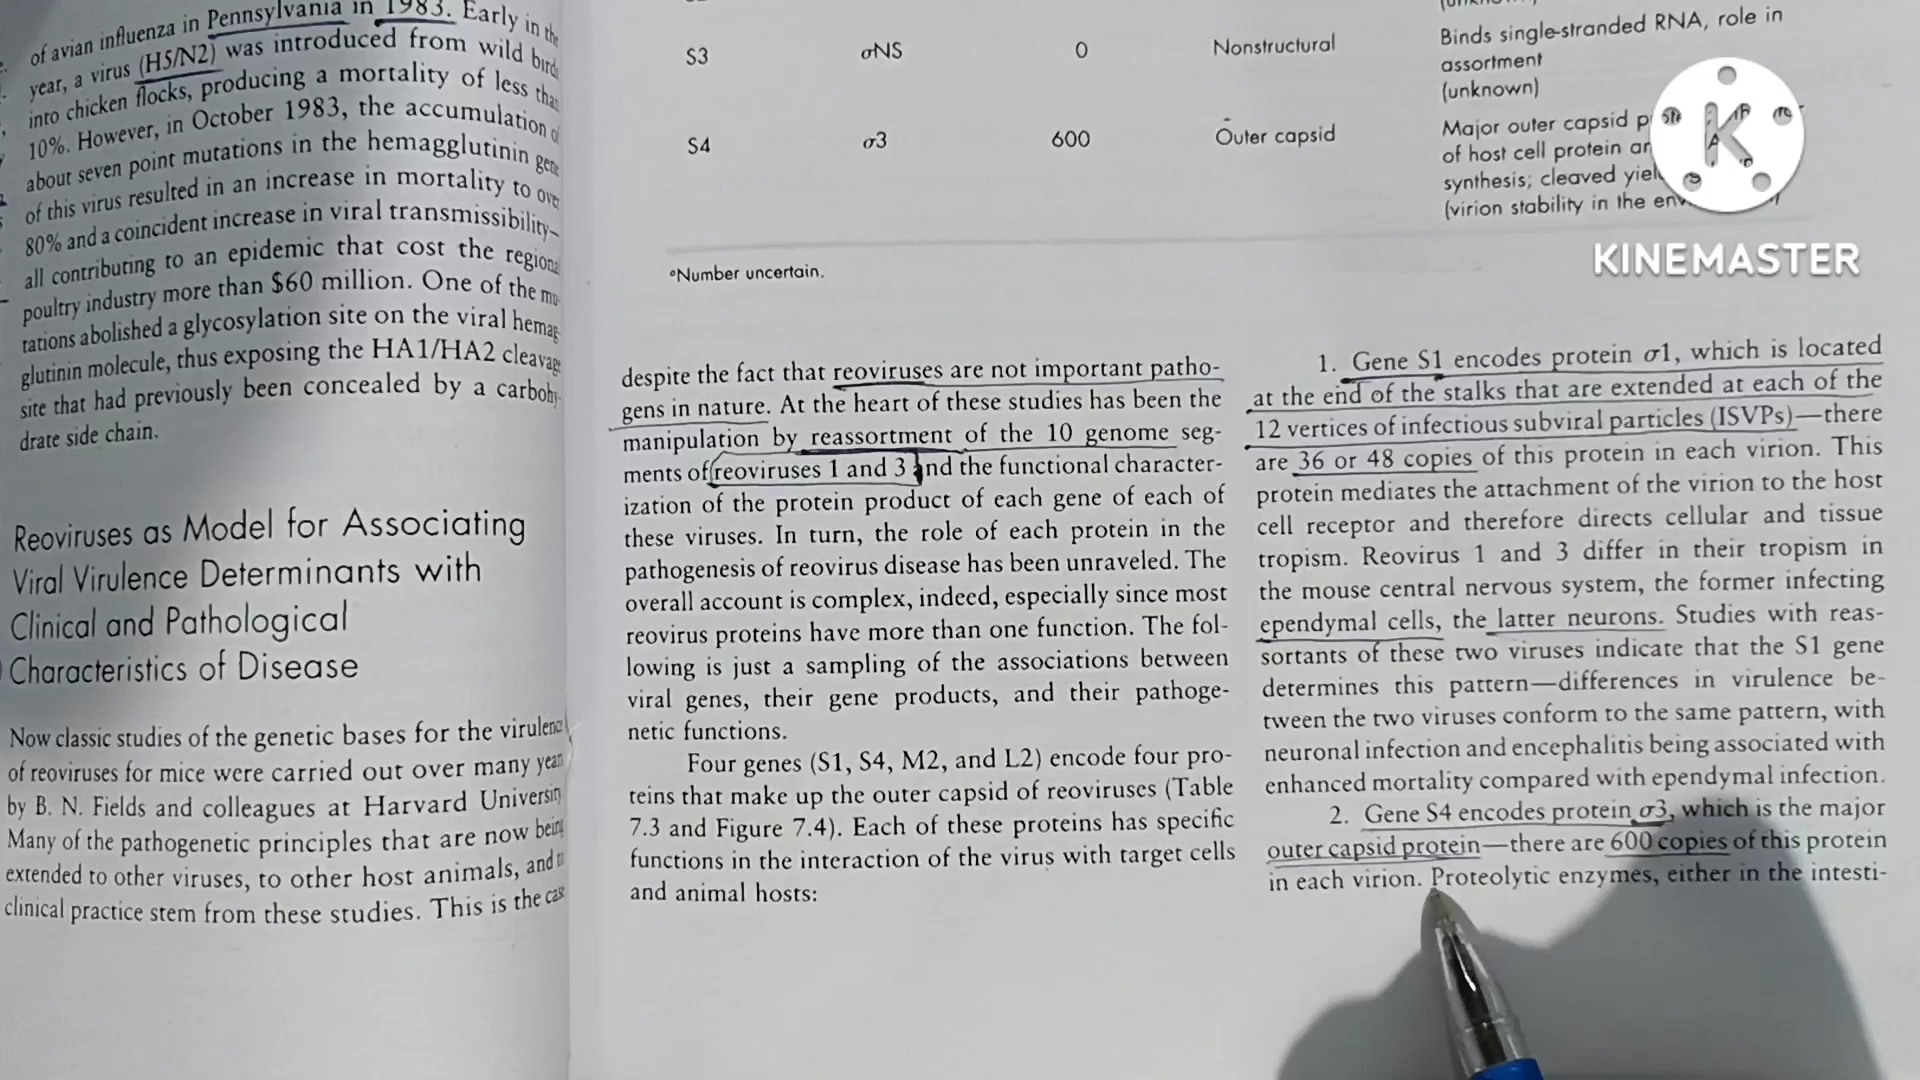 of avian influenza in Pennsylvania in 1983. Early in the
year, a virus (H5/N2) was introduced from wild birds
into chicken flocks, producing a mortality of less than
10%. However, in October 1983, the accumulation of
about seven point mutations in the hemagglutinin gene
of this virus resulted in an increase in mortality to over
80% and a coincident increase in viral transmissibility—
all contributing to an epidemic that cost the regiona
poultry industry more than $60 million. One of the mu-
tations abolished a glycosylation site on the viral hemag-
glutinin molecule, thus exposing the HA1/HA2 cleavage
site that had previously been concealed by a carbohy-
drate side chain.
Reoviruses as Model for Associating
Viral Virulence Determinants with
Clinical and Pathological
Characteristics of Disease
Now classic studies of the genetic bases for the virulenc
of reoviruses for mice were carried out over many year
by B. N. Fields and colleagues at Harvard Universit
Many of the pathogenetic principles that are now being
extended to other viruses, to other host animals, and
clinical practice stem from these studies. This is the cas
S3 σNS 0 Nonstructural Binds single-stranded RNA, role in
assortment
(unknown)
S4 σ3 600 Outer capsid Major outer capsid
of host cell protein
synthesis; cleaved
(virion stability in the
KINEMASTER
ᵃNumber uncertain.
despite the fact that reoviruses are not important patho-
gens in nature. At the heart of these studies has been the
manipulation by reassortment of the 10 genome seg-
ments of reoviruses 1 and 3 and the functional character-
ization of the protein product of each gene of each of
these viruses. In turn, the role of each protein in the
pathogenesis of reovirus disease has been unraveled. The
overall account is complex, indeed, especially since most
reovirus proteins have more than one function. The fol-
lowing is just a sampling of the associations between
viral genes, their gene products, and their pathoge-
netic functions.
Four genes (S1, S4, M2, and L2) encode four pro-
teins that make up the outer capsid of reoviruses (Table
7.3 and Figure 7.4). Each of these proteins has specific
functions in the interaction of the virus with target cells
and animal hosts:
1. Gene S1 encodes protein σ1, which is located
at the end of the stalks that are extended at each of the
12 vertices of infectious subviral particles (ISVPs)—there
are 36 or 48 copies of this protein in each virion. This
protein mediates the attachment of the virion to the host
cell receptor and therefore directs cellular and tissue
tropism. Reovirus 1 and 3 differ in their tropism in
the mouse central nervous system, the former infecting
ependymal cells, the latter neurons. Studies with reas-
sortants of these two viruses indicate that the S1 gene
determines this pattern—differences in virulence be-
tween the two viruses conform to the same pattern, with
neuronal infection and encephalitis being associated with
enhanced mortality compared with ependymal infection.
2. Gene S4 encodes protein σ3, which is the major
outer capsid protein—there are 600 copies of this protein
in each virion. Proteolytic enzymes, either in the intesti-